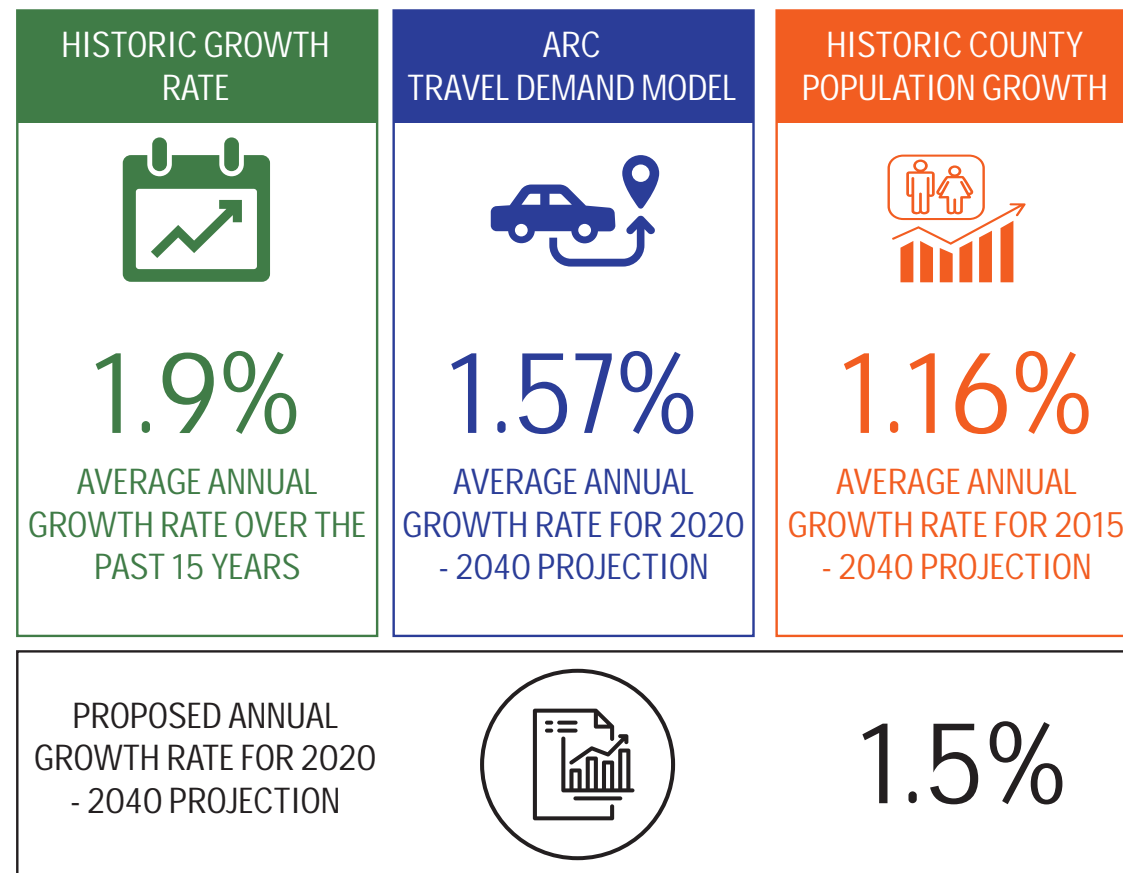 HISTORIC GROWTH
RATE
1.9%
AVERAGE ANNUAL
GROWTH RATE OVER THE
PAST 15 YEARS
ARC
TRAVEL DEMAND MODEL
1.57%
AVERAGE ANNUAL
GROWTH RATE FOR 2020
- 2040 PROJECTION
HISTORIC COUNTY
POPULATION GROWTH
1.16%
AVERAGE ANNUAL
GROWTH RATE FOR 2015
- 2040 PROJECTION
PROPOSED ANNUAL
GROWTH RATE FOR 2020
- 2040 PROJECTION
1.5%